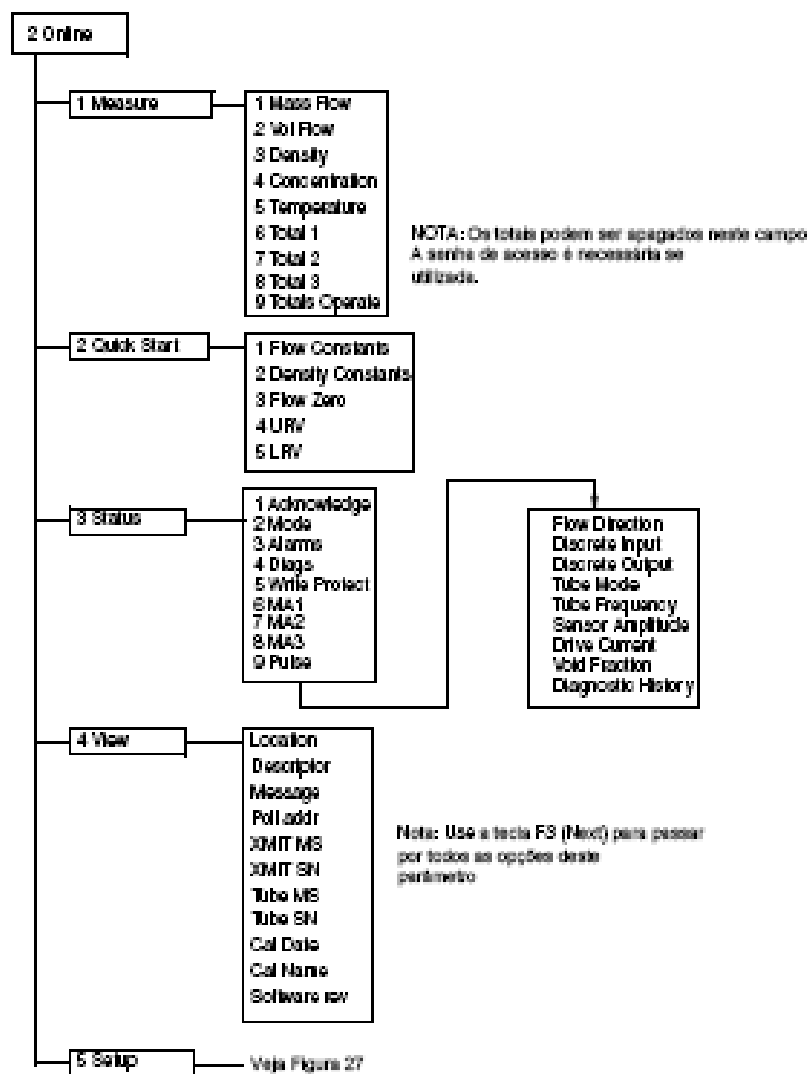 2 Online
1 Measure
1 Mass Flow
2 Vol Flow
3 Density
4 Concentration
5 Temperature
6 Total 1
7 Total 2
8 Total 3
9 Totals Operate
NOTA: Os totais podem ser apagados neste campo
A senha de acesso é necessária se
utilizada.
2 Quick Start
1 Flow Constants
2 Density Constants
3 Flow Zero
4 URV
5 LRV
3 Status
1 Acknowledge
2 Mode
3 Alarms
4 Diags
5 Write Protect
6 MA1
7 MA2
8 MA3
9 Pulse
Flow Direction
Discrete Input
Discrete Output
Tube Mode
Tube Frequency
Sensor Amplitude
Drive Current
Void Fraction
Diagnostic History
4 View
Location
Descriptor
Message
Poll addr
XMIT MS
XMIT SN
Tube MS
Tube SN
Cal Date
Cal Name
Software rev
Nota: Use a tecla F3 (Next) para passar
por todos as opções deste
parâmetro
5 Setup
Veja Figura 27